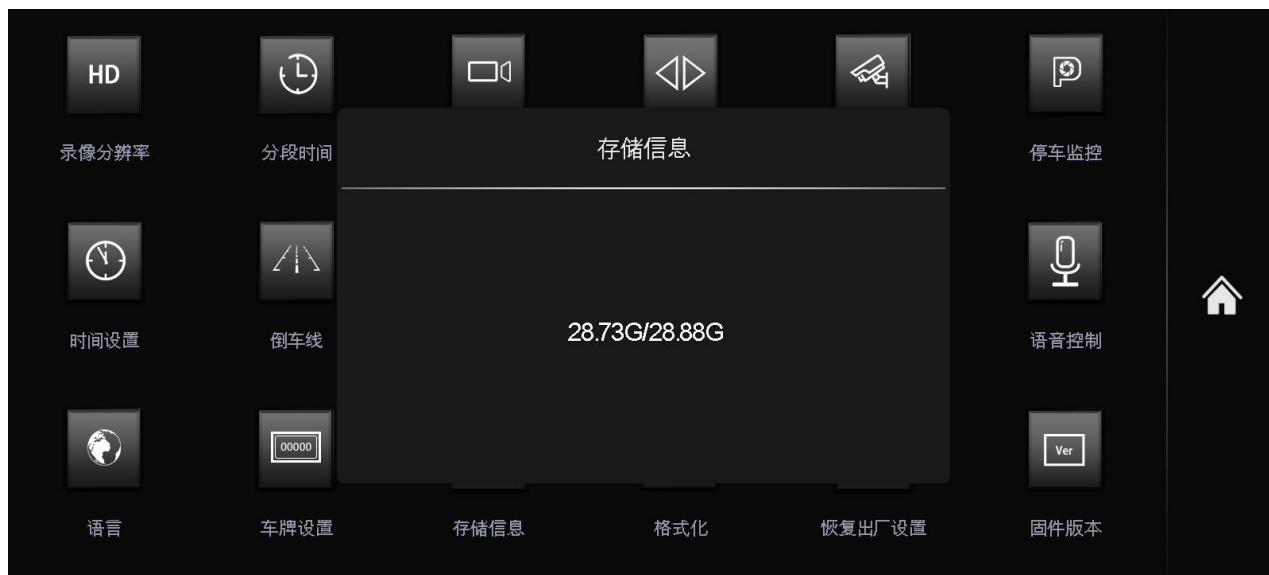 HD
录像分辨率
分段时间
存储信息
停车监控
时间设置
倒车线
28.73G/28.88G
语音控制
00000
Ver
语言
车牌设置
存储信息
格式化
恢复出厂设置
固件版本